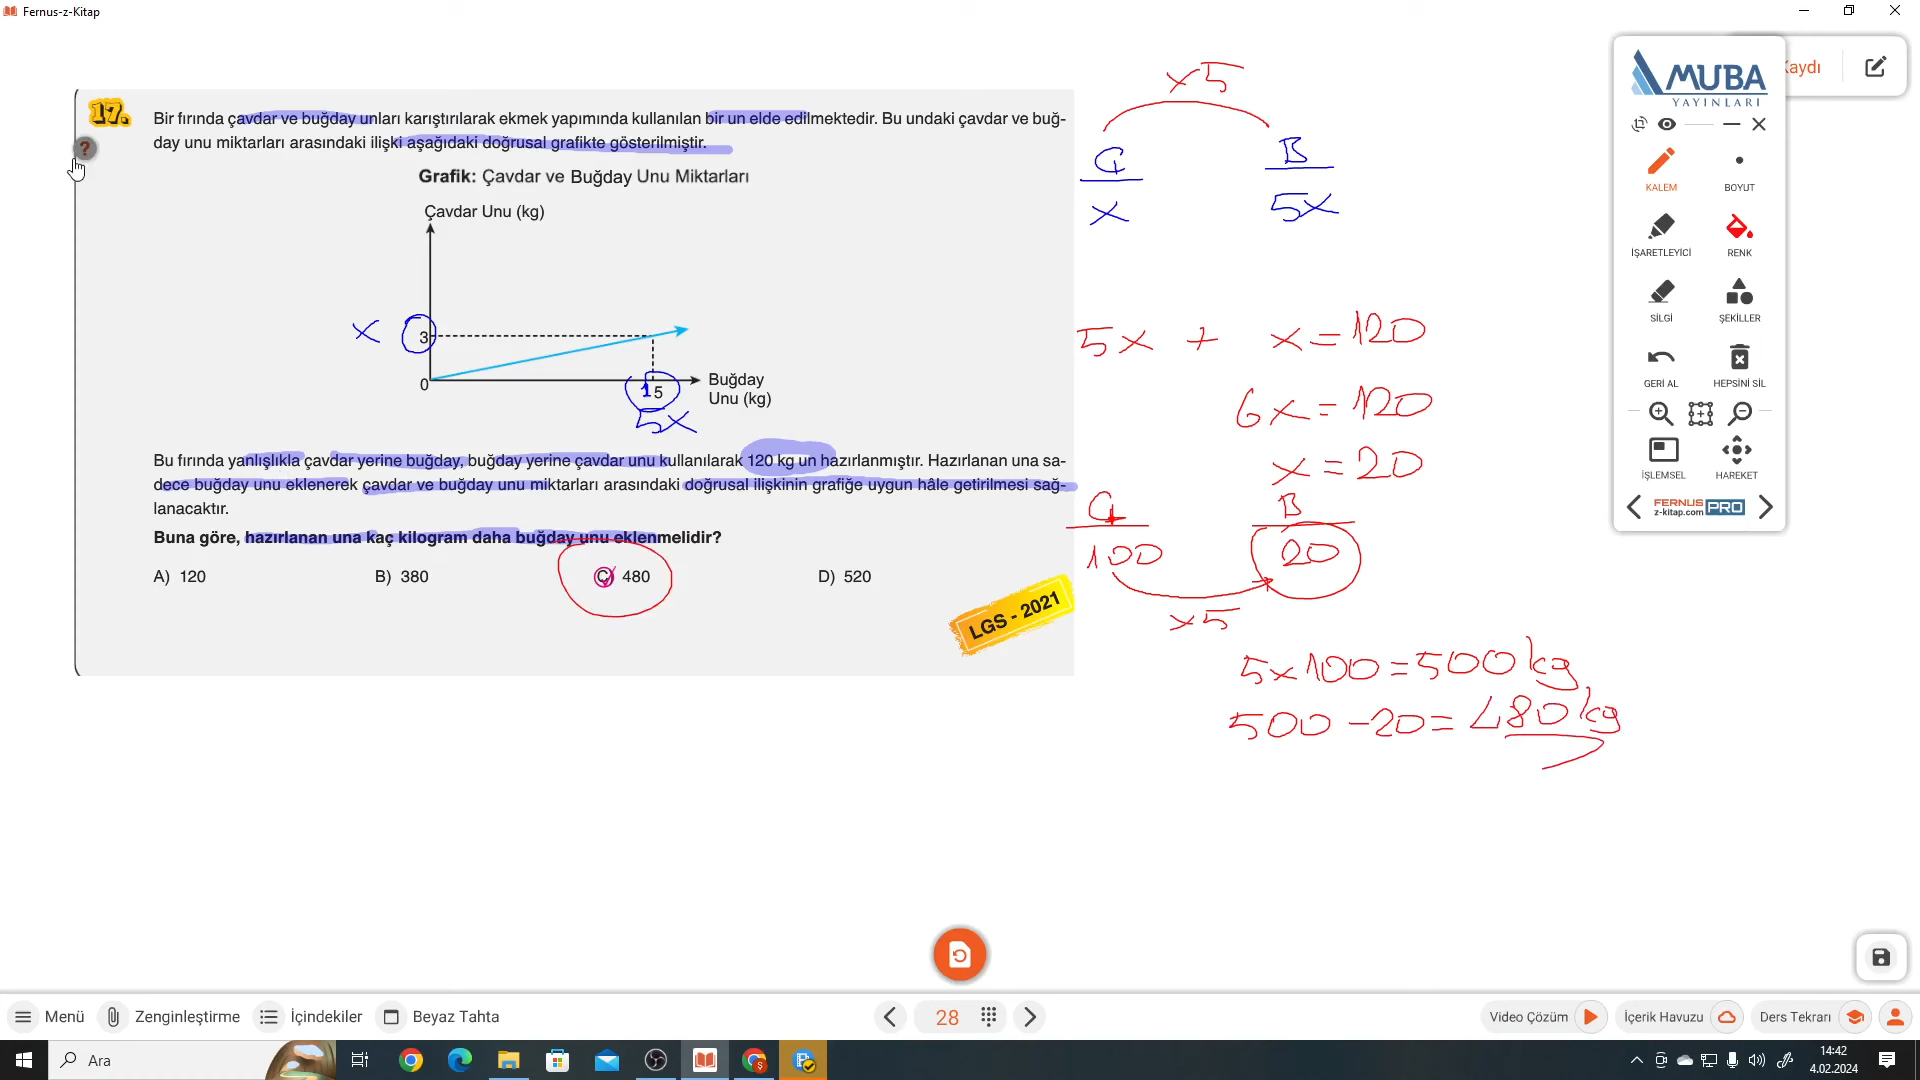 Fernus-z-Kitap
17.
Bir fırında çavdar ve buğday unları karıştırılarak ekmek yapımında kullanılan bir un elde edilmektedir. Bu undaki çavdar ve buğ-
day unu miktarları arasındaki ilişki aşağıdaki doğrusal grafikte gösterilmiştir.
?
Grafik: Çavdar ve Buğday Unu Miktarları
Çavdar Unu (kg)
x 3
0
15
5x
Buğday
Unu (kg)
Bu fırında yanlışlıkla çavdar yerine buğday, buğday yerine çavdar unu kullanılarak 120 kg un hazırlanmıştır. Hazırlanan una sa-
dece buğday unu eklenerek çavdar ve buğday unu miktarları arasındaki doğrusal ilişkinin grafiğe uygun hâle getirilmesi sağ-
lanacaktır.
Buna göre, hazırlanan una kaç kilogram daha buğday unu eklenmelidir?
A) 120 B) 380 C) 480 D) 520
LGS - 2021
x5
Ç B
x 5x
5x + x = 120
6x = 120
x = 20
Ç B
100 20
x5
5x100 = 500 kg
500 - 20 = 480 kg
Kaydı
MUBA
YAYINLARI
KALEM BOYUT
İŞARETLEYİCİ RENK
SİLGİ ŞEKİLLER
GERİ AL HEPSİNİ SİL
İŞLEMSEL HAREKET
FERNUS
z-kitap.com PRO
Menü Zenginleştirme İçindekiler Beyaz Tahta 28 Video Çözüm İçerik Havuzu Ders Tekrarı
Ara
14:42
4.02.2024